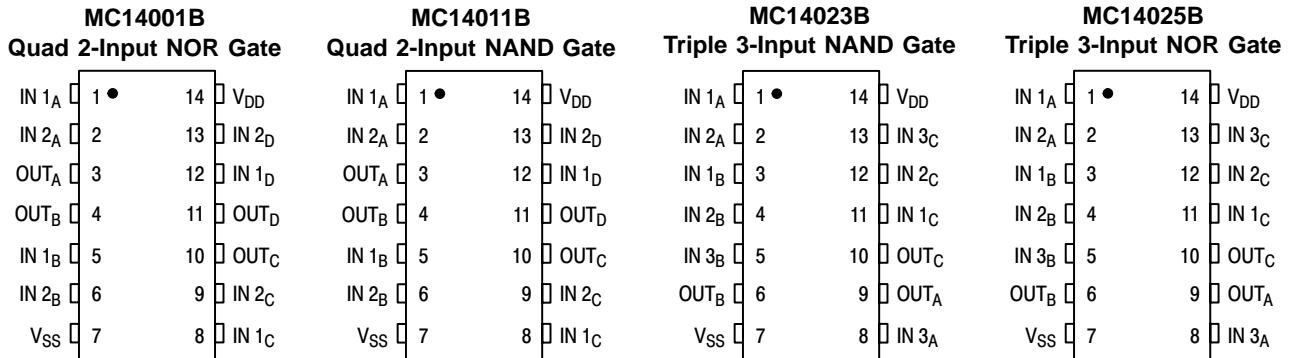 MC14001B
Quad 2-Input NOR Gate
IN 1A 1 14 VDD
IN 2A 2 13 IN 2D
OUTA 3 12 IN 1D
OUTB 4 11 OUTD
IN 1B 5 10 OUTC
IN 2B 6 9 IN 2C
VSS 7 8 IN 1C
MC14011B
Quad 2-Input NAND Gate
IN 1A 1 14 VDD
IN 2A 2 13 IN 2D
OUTA 3 12 IN 1D
OUTB 4 11 OUTD
IN 1B 5 10 OUTC
IN 2B 6 9 IN 2C
VSS 7 8 IN 1C
MC14023B
Triple 3-Input NAND Gate
IN 1A 1 14 VDD
IN 2A 2 13 IN 3C
IN 1B 3 12 IN 2C
IN 2B 4 11 IN 1C
IN 3B 5 10 OUTC
OUTB 6 9 OUTA
VSS 7 8 IN 3A
MC14025B
Triple 3-Input NOR Gate
IN 1A 1 14 VDD
IN 2A 2 13 IN 3C
IN 1B 3 12 IN 2C
IN 2B 4 11 IN 1C
IN 3B 5 10 OUTC
OUTB 6 9 OUTA
VSS 7 8 IN 3A